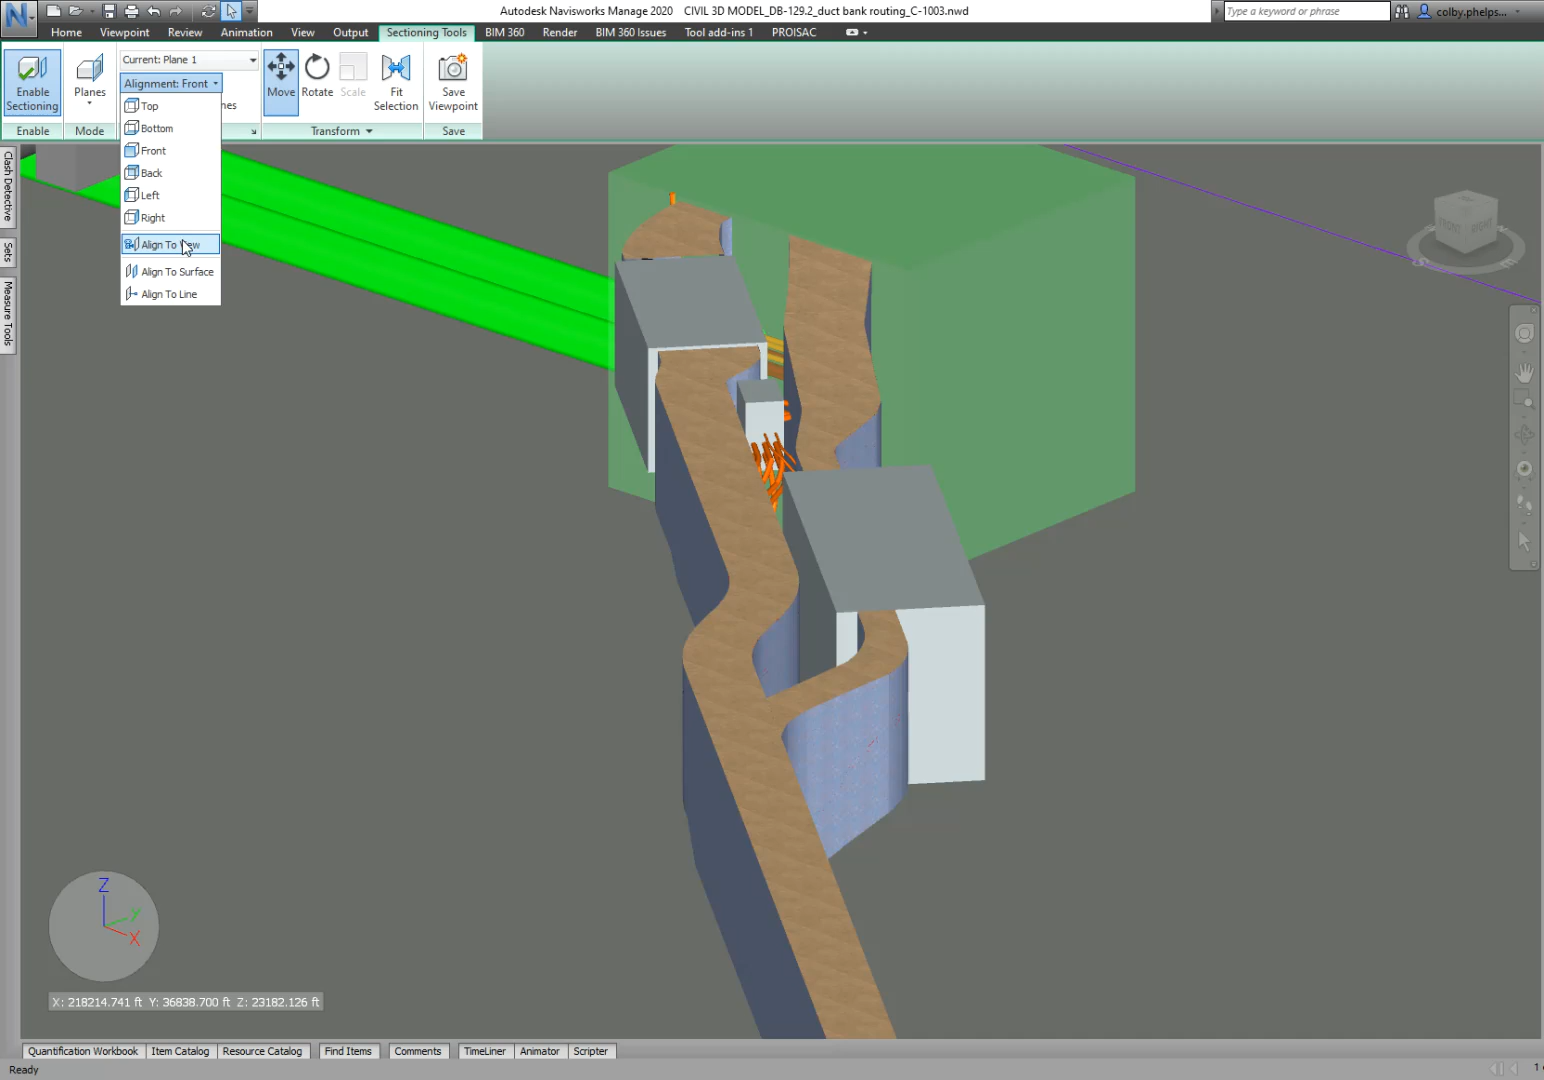 Autodesk Navisworks Manage 2020 CIVIL 3D MODEL_DB-129.2_duct bank routing_C-1003.nwd
Type a keyword or phrase
colby.phelps...
Home Viewpoint Review Animation View Output Sectioning Tools BIM 360 Render BIM 360 Issues Tool add-ins 1 PROISAC
Enable Sectioning
Planes
Current: Plane 1
Alignment: Front
nes
Move Rotate Scale Fit Selection
Save Viewpoint
Enable Mode Transform Save
Top
Bottom
Front
Back
Left
Right
Align To View
Align To Surface
Align To Line
Clash Detective
Sets
Measure Tools
FRONT RIGHT
Z
Y
X
X: 218214.741 ft Y: 36838.700 ft Z: 23182.126 ft
Quantification Workbook Item Catalog Resource Catalog Find Items Comments TimeLiner Animator Scripter
Ready
1